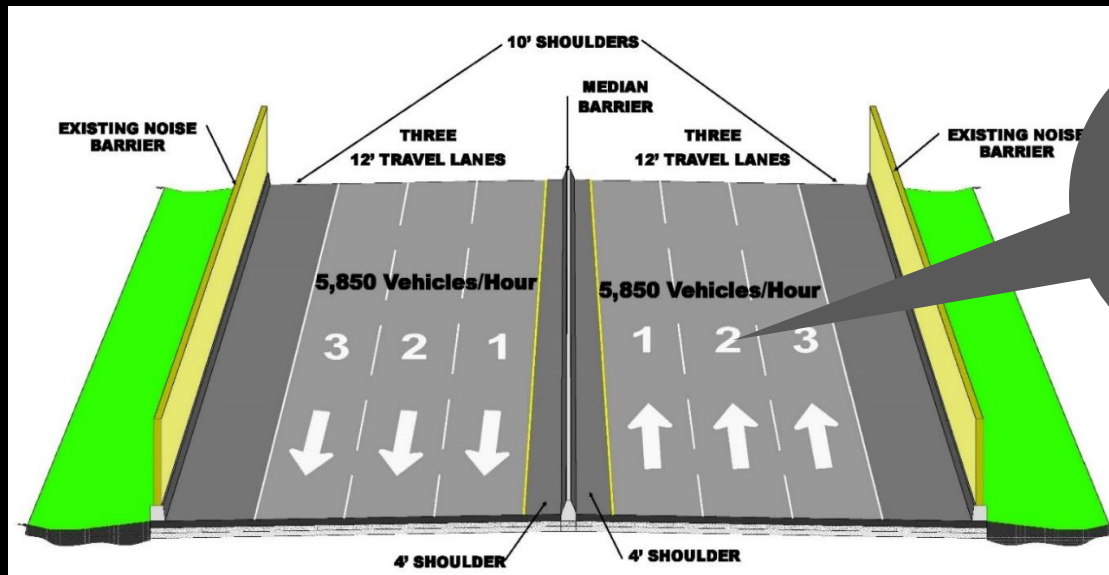 10' SHOULDERS
MEDIAN
BARRIER
EXISTING NOISE
BARRIER
THREE
12' TRAVEL LANES
THREE
12' TRAVEL LANES
EXISTING NOISE
BARRIER
5,850 Vehicles/Hour
5,850 Vehicles/Hour
3 2 1
1 2 3
4' SHOULDER
4' SHOULDER